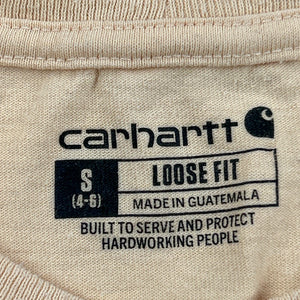 carhartt
S
(4-6)
LOOSE FIT
MADE IN GUATEMALA
BUILT TO SERVE AND PROTECT
HARDWORKING PEOPLE